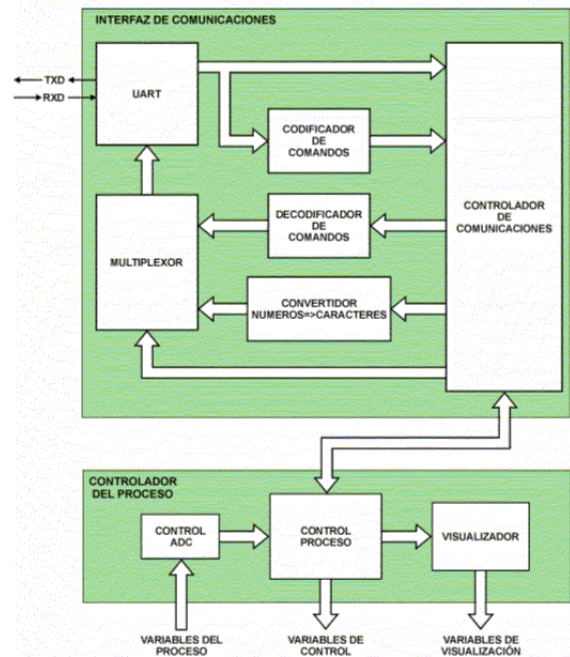 INTERFAZ DE COMUNICACIONES
TXD
RXD
UART
CODIFICADOR
DE
COMANDOS
CONTROLADOR
DE
COMUNICACIONES
DECODIFICADOR
DE
COMANDOS
MULTIPLEXOR
CONVERTIDOR
NUMEROS=>CARACTERES
CONTROLADOR
DEL PROCESO
CONTROL
ADC
CONTROL
PROCESO
VISUALIZADOR
VARIABLES DEL
PROCESO
VARIABLES DE
CONTROL
VARIABLES DE
VISUALIZACIÓN